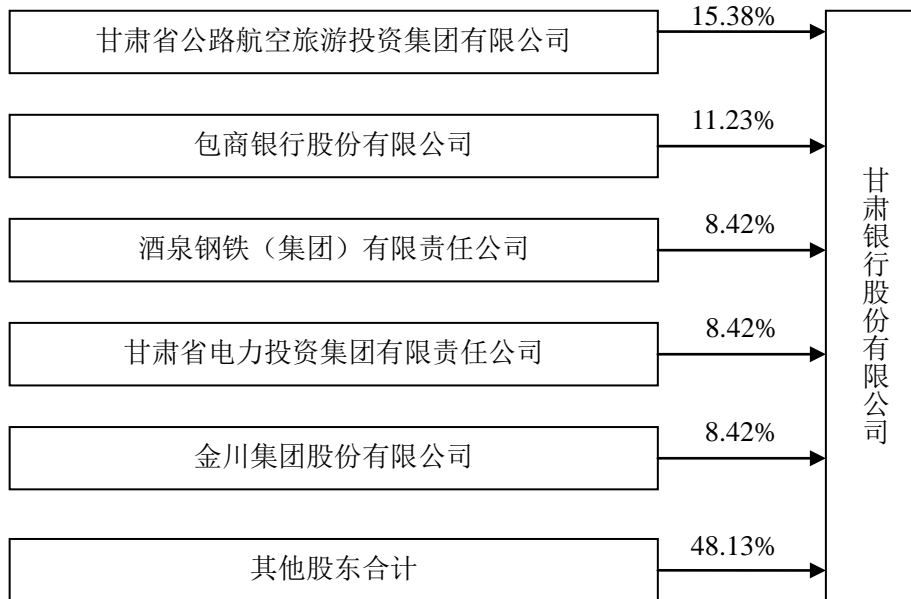 15.38%
甘肃省公路航空旅游投资集团有限公司
11.23%
包商银行股份有限公司
8.42%
酒泉钢铁（集团）有限责任公司
8.42%
甘肃省电力投资集团有限责任公司
8.42%
金川集团股份有限公司
48.13%
其他股东合计
甘肃银行股份有限公司